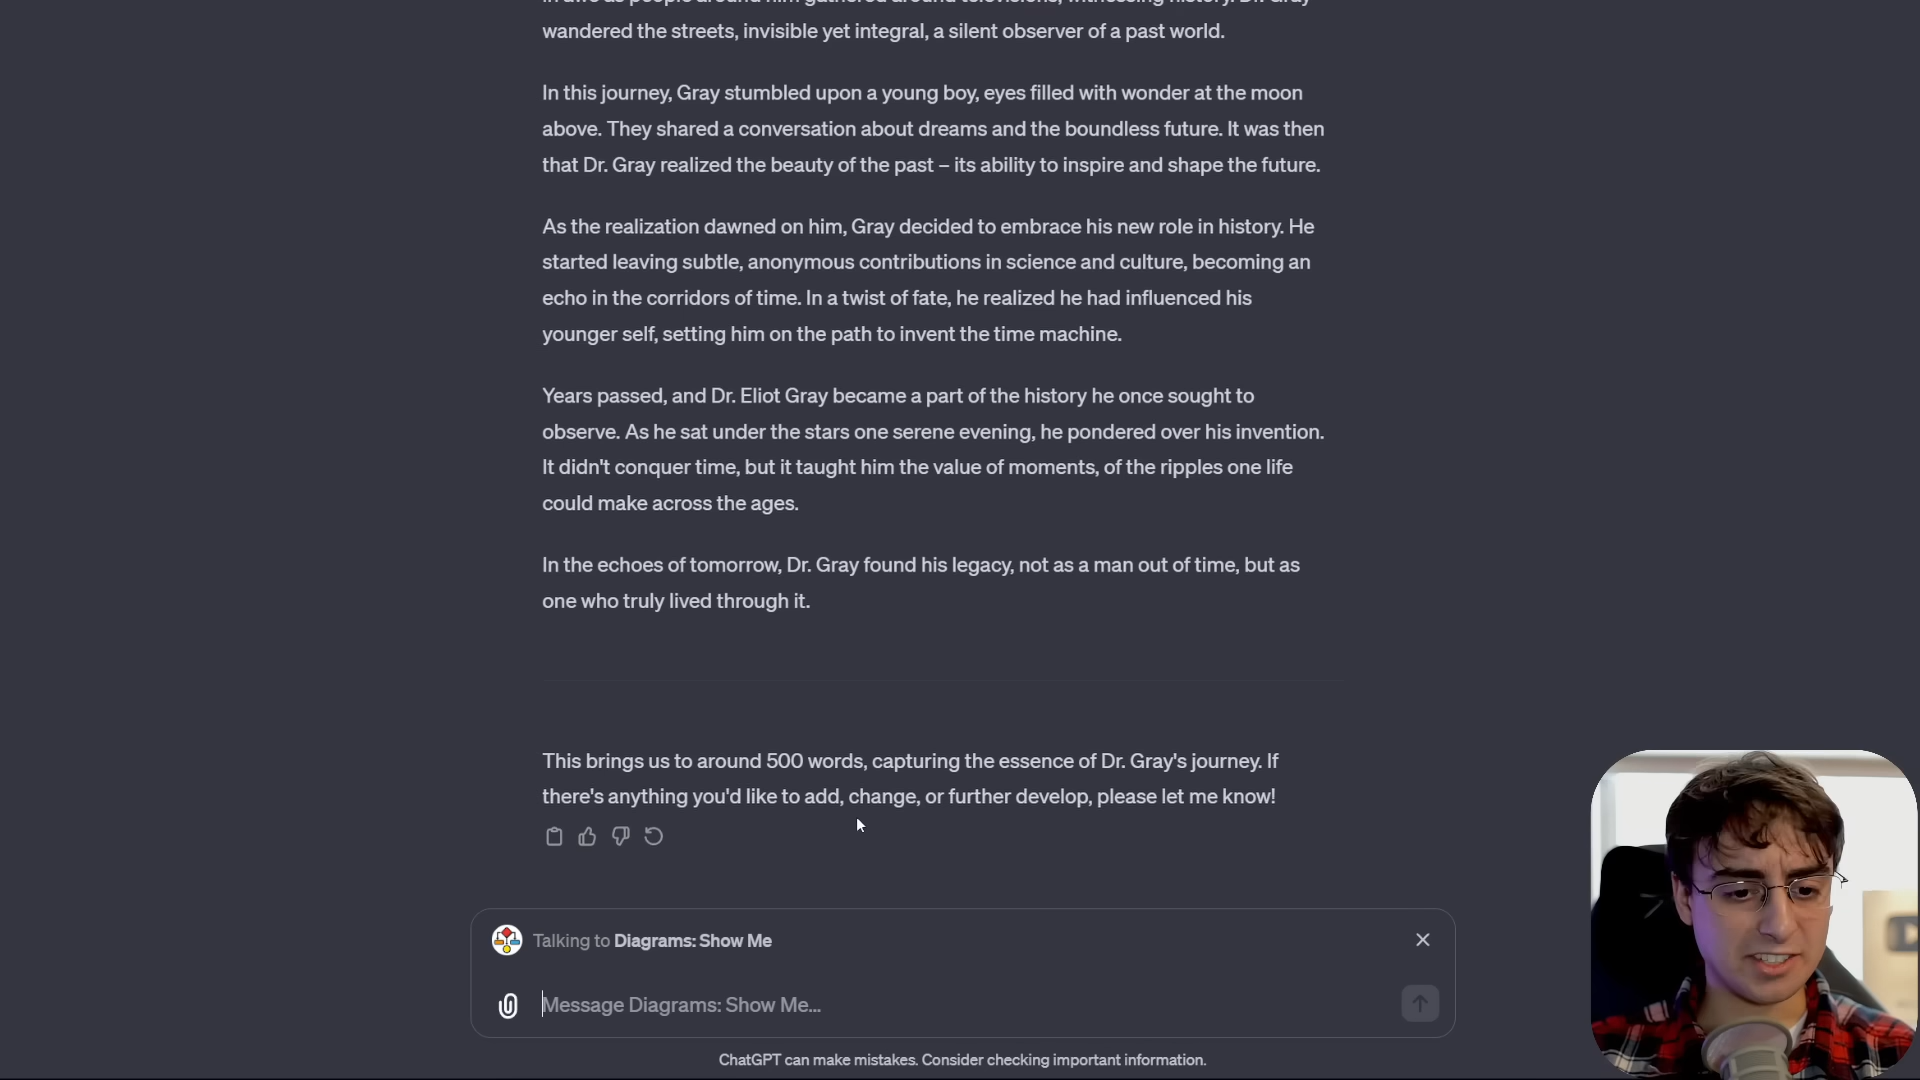 wandered the streets, invisible yet integral, a silent observer of a past world.
In this journey, Gray stumbled upon a young boy, eyes filled with wonder at the moon
above. They shared a conversation about dreams and the boundless future. It was then
that Dr. Gray realized the beauty of the past – its ability to inspire and shape the future.
As the realization dawned on him, Gray decided to embrace his new role in history. He
started leaving subtle, anonymous contributions in science and culture, becoming an
echo in the corridors of time. In a twist of fate, he realized he had influenced his
younger self, setting him on the path to invent the time machine.
Years passed, and Dr. Eliot Gray became a part of the history he once sought to
observe. As he sat under the stars one serene evening, he pondered over his invention.
It didn't conquer time, but it taught him the value of moments, of the ripples one life
could make across the ages.
In the echoes of tomorrow, Dr. Gray found his legacy, not as a man out of time, but as
one who truly lived through it.
This brings us to around 500 words, capturing the essence of Dr. Gray's journey. If
there's anything you'd like to add, change, or further develop, please let me know!
Talking to Diagrams: Show Me
Message Diagrams: Show Me...
ChatGPT can make mistakes. Consider checking important information.